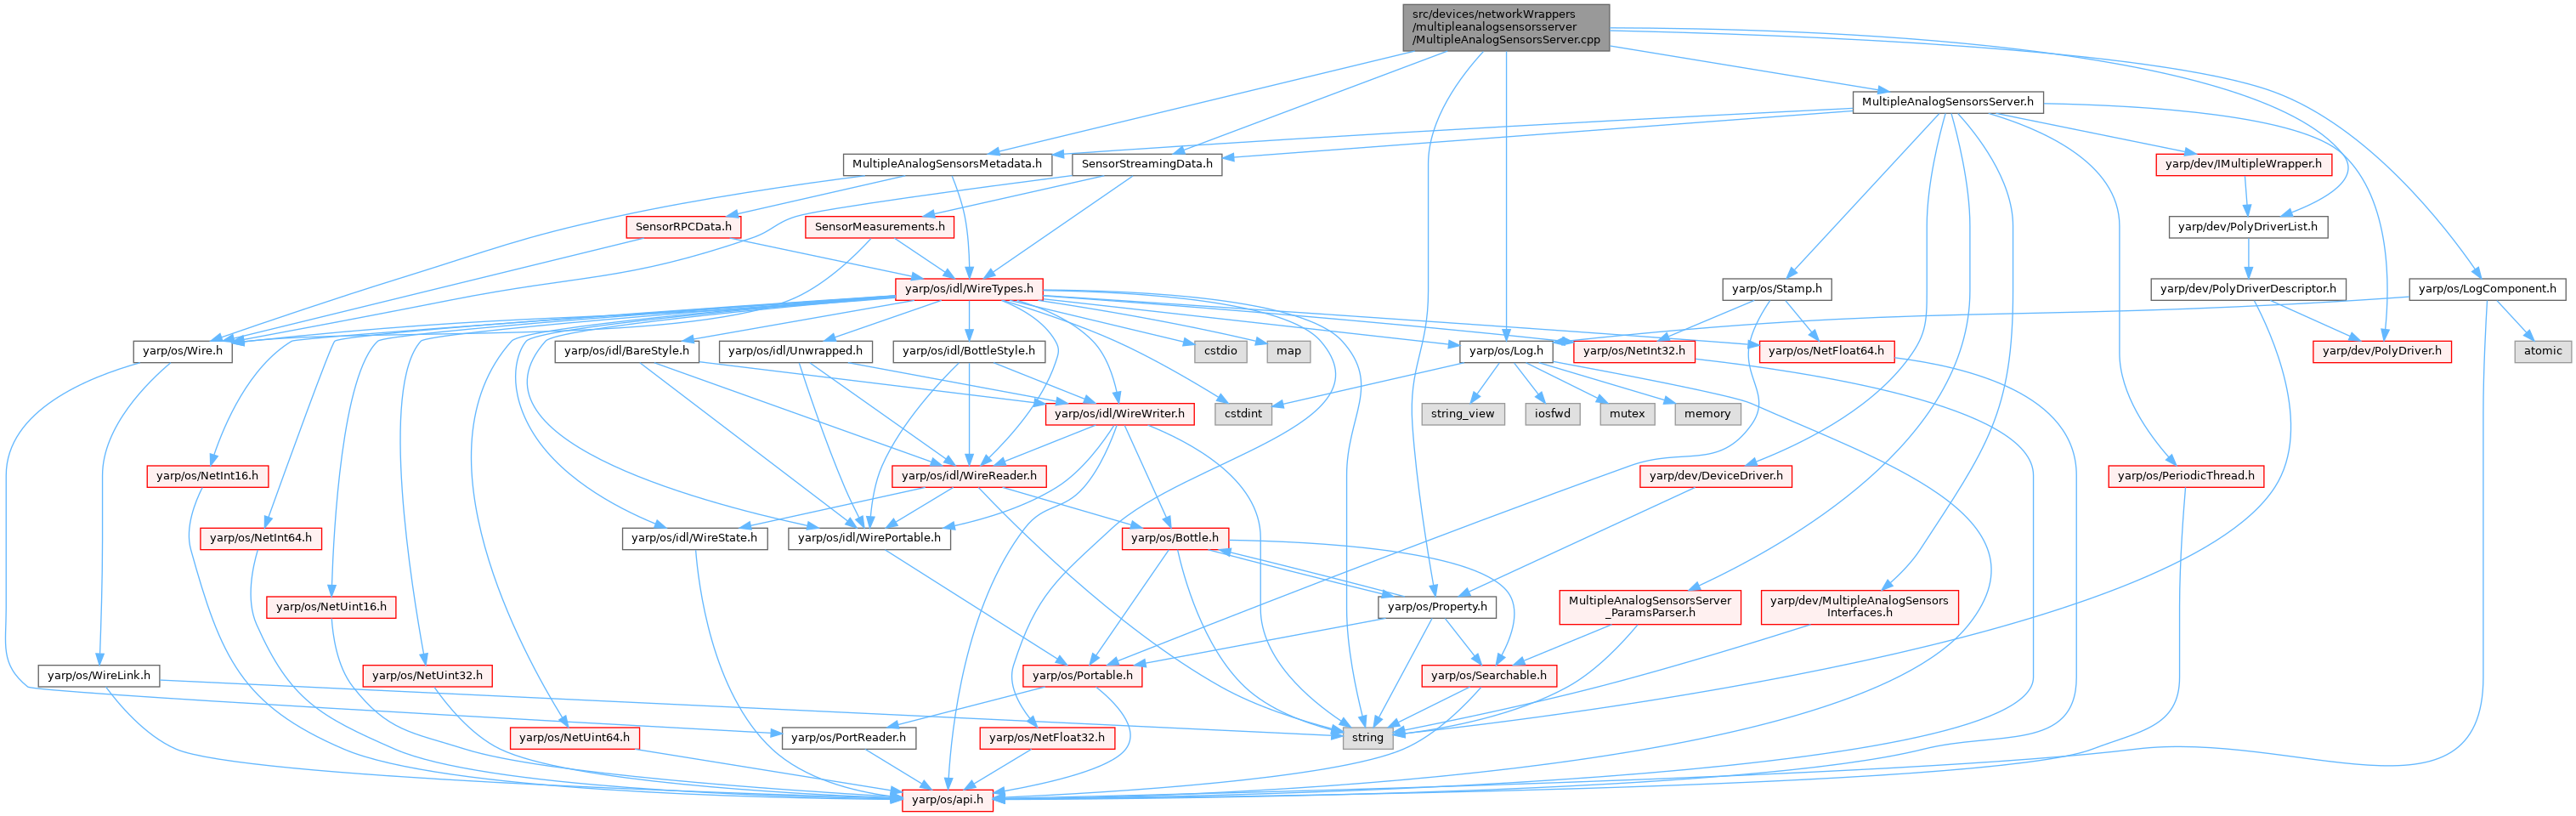 src/devices/networkWrappers
/multipleanalogsensorsserver
/MultipleAnalogSensorsServer.cpp
MultipleAnalogSensorsServer.h
MultipleAnalogSensorsMetadata.h
SensorStreamingData.h
yarp/dev/IMultipleWrapper.h
SensorRPCData.h
SensorMeasurements.h
yarp/dev/PolyDriverList.h
yarp/os/idl/WireTypes.h
yarp/os/Stamp.h
yarp/dev/PolyDriverDescriptor.h
yarp/os/LogComponent.h
yarp/os/Wire.h
yarp/os/idl/BareStyle.h
yarp/os/idl/Unwrapped.h
yarp/os/idl/BottleStyle.h
cstdio
map
yarp/os/Log.h
yarp/os/NetInt32.h
yarp/os/NetFloat64.h
yarp/dev/PolyDriver.h
atomic
yarp/os/idl/WireWriter.h
cstdint
string_view
iosfwd
mutex
memory
yarp/os/NetInt16.h
yarp/os/idl/WireReader.h
yarp/dev/DeviceDriver.h
yarp/os/PeriodicThread.h
yarp/os/NetInt64.h
yarp/os/idl/WireState.h
yarp/os/idl/WirePortable.h
yarp/os/Bottle.h
yarp/os/NetUint16.h
yarp/os/Property.h
MultipleAnalogSensorsServer
_ParamsParser.h
yarp/dev/MultipleAnalogSensors
Interfaces.h
yarp/os/WireLink.h
yarp/os/NetUint32.h
yarp/os/Portable.h
yarp/os/Searchable.h
yarp/os/NetUint64.h
yarp/os/PortReader.h
yarp/os/NetFloat32.h
string
yarp/os/api.h